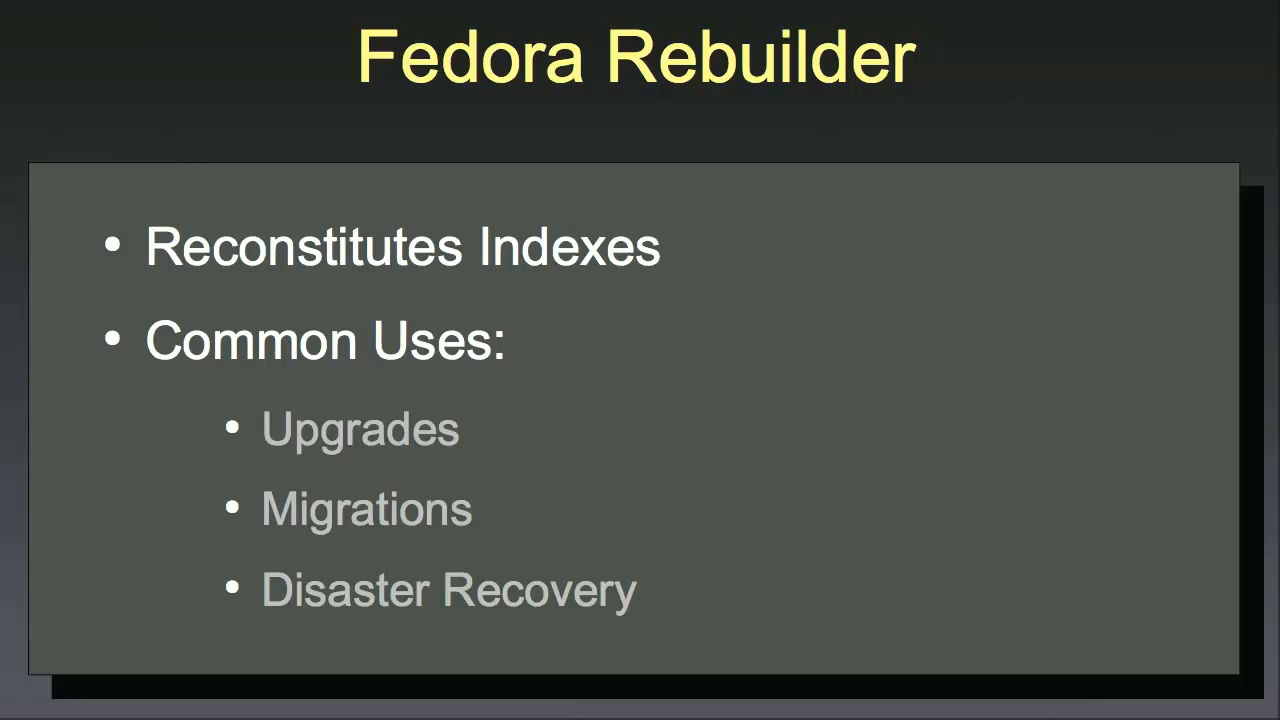 Fedora Rebuilder
• Reconstitutes Indexes
• Common Uses:
• Upgrades
• Migrations
• Disaster Recovery